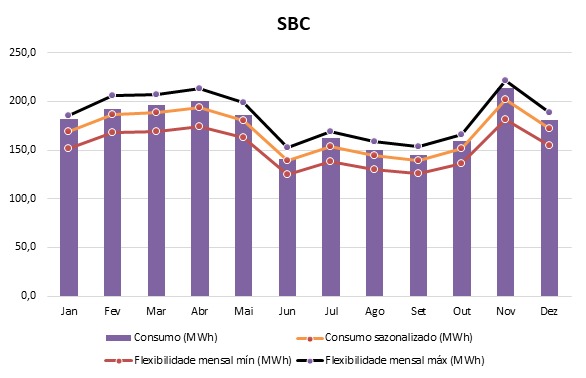 SBC
250,0
200,0
150,0
100,0
50,0
0,0
Jan Fev Mar Abr Mai Jun Jul Ago Set Out Nov Dez
Consumo (MWh) Consumo sazonalizado (MWh)
Flexibilidade mensal mín (MWh) Flexibilidade mensal máx (MWh)